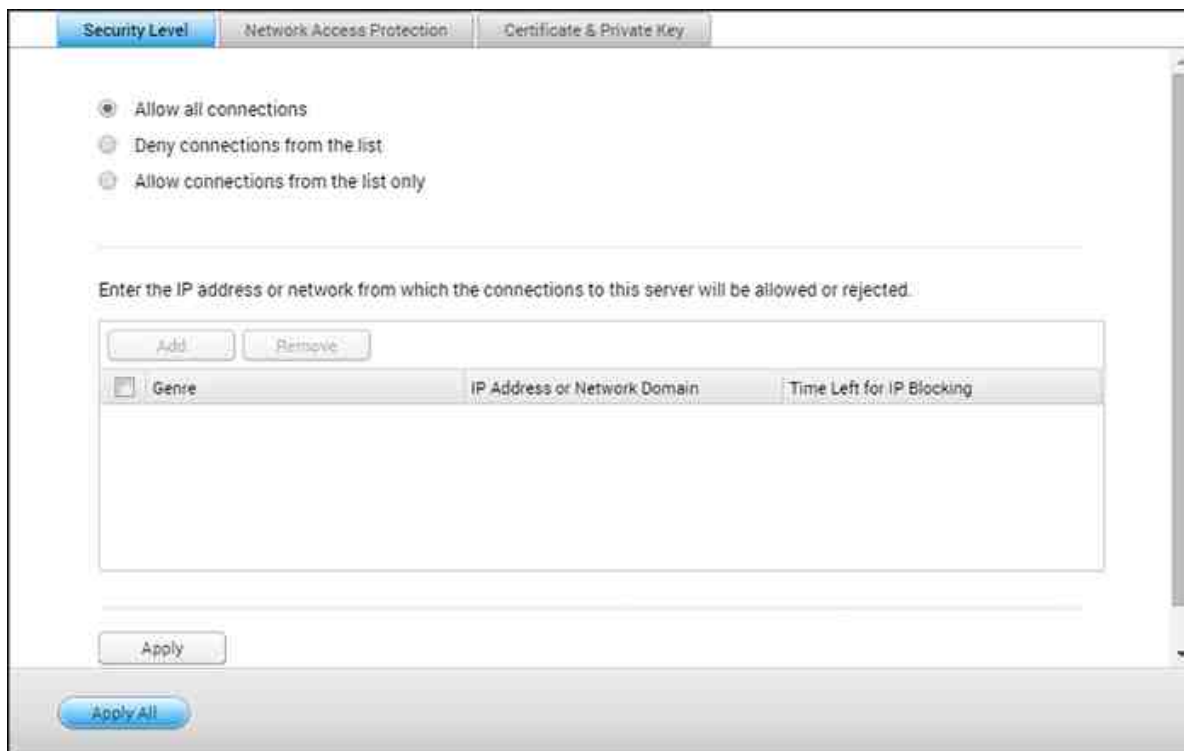 Security Level Network Access Protection Certificate & Private Key
Allow all connections
Deny connections from the list
Allow connections from the list only
Enter the IP address or network from which the connections to this server will be allowed or rejected.
Add Remove
Genre IP Address or Network Domain Time Left for IP Blocking
Apply
Apply All